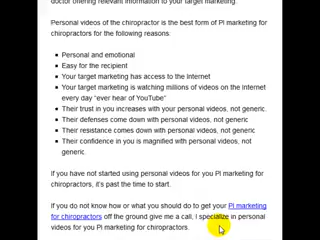 doctor offering relevant information to your target marketing.
Personal videos of the chiropractor is the best form of PI marketing for
chiropractors for the following reasons:
Personal and emotional
Easy for the recipient
Your target marketing has access to the Internet
Your target marketing is watching millions of videos on the internet
every day "ever hear of YouTube"
Their trust in you increases with your personal videos, not generic.
Their defenses come down with personal videos, not generic
Their resistance comes down with personal videos, not generic
Their confidence in you is magnified with personal videos, not
generic
If you have not started using personal videos for you PI marketing for
chiropractors, it's past the time to start.
If you do not know how or what you should do to get your PI marketing
for chiropractors off the ground give me a call, I specialize in personal
videos for you PI marketing for chiropractors.